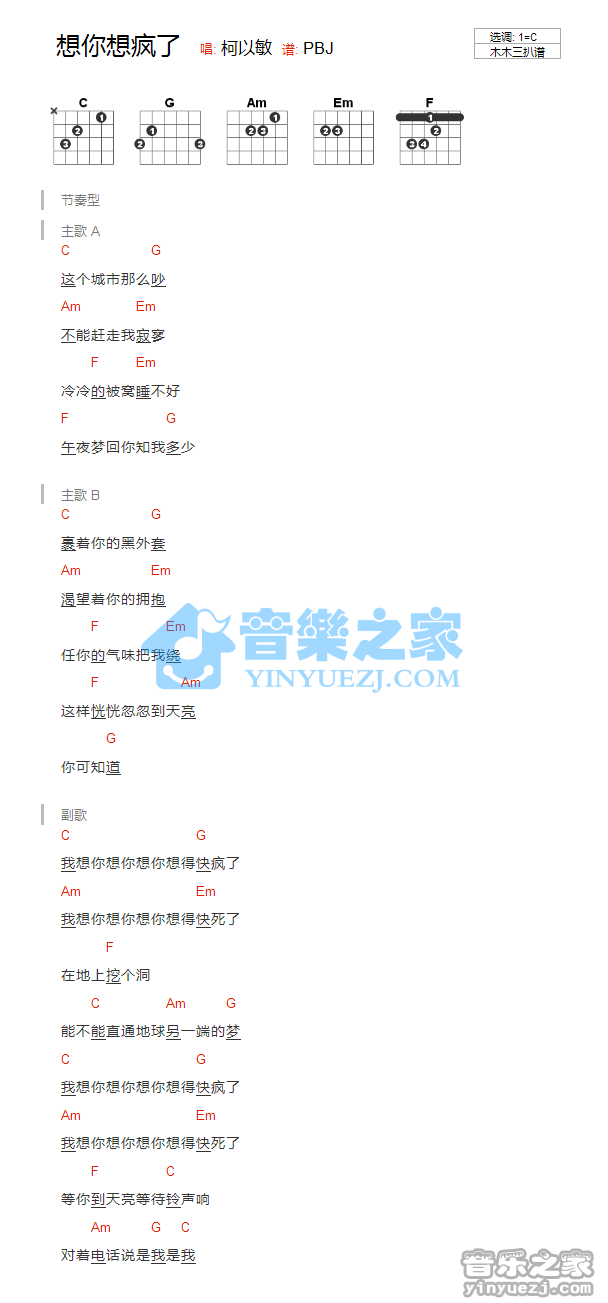 想你想疯了 唱: 柯以敏 谱: PBJ
选调: 1=C
木木三扒谱
C G Am Em F
节奏型
主歌 A
C G
这个城市那么吵
Am Em
不能赶走我寂寥
F Em
冷冷的被窝睡不好
F G
午夜梦回你知我多少
主歌 B
C G
裹着你的黑外套
Am Em
渴望着你的拥抱
F Em
任你的气味把我绕
F Am
这样恍恍忽忽到天亮
G
你可知道
音樂之家
YINYUEZJ.COM
副歌
C G
我想你想你想你想得快疯了
Am Em
我想你想你想你想得快死了
F
在地上挖个洞
C Am G
能不能直通地球另一端的梦
C G
我想你想你想你想得快疯了
Am Em
我想你想你想你想得快死了
F C
等你到天亮等待铃声响
Am G C
对着电话说是我是我
音乐之家
yinyuezj.com